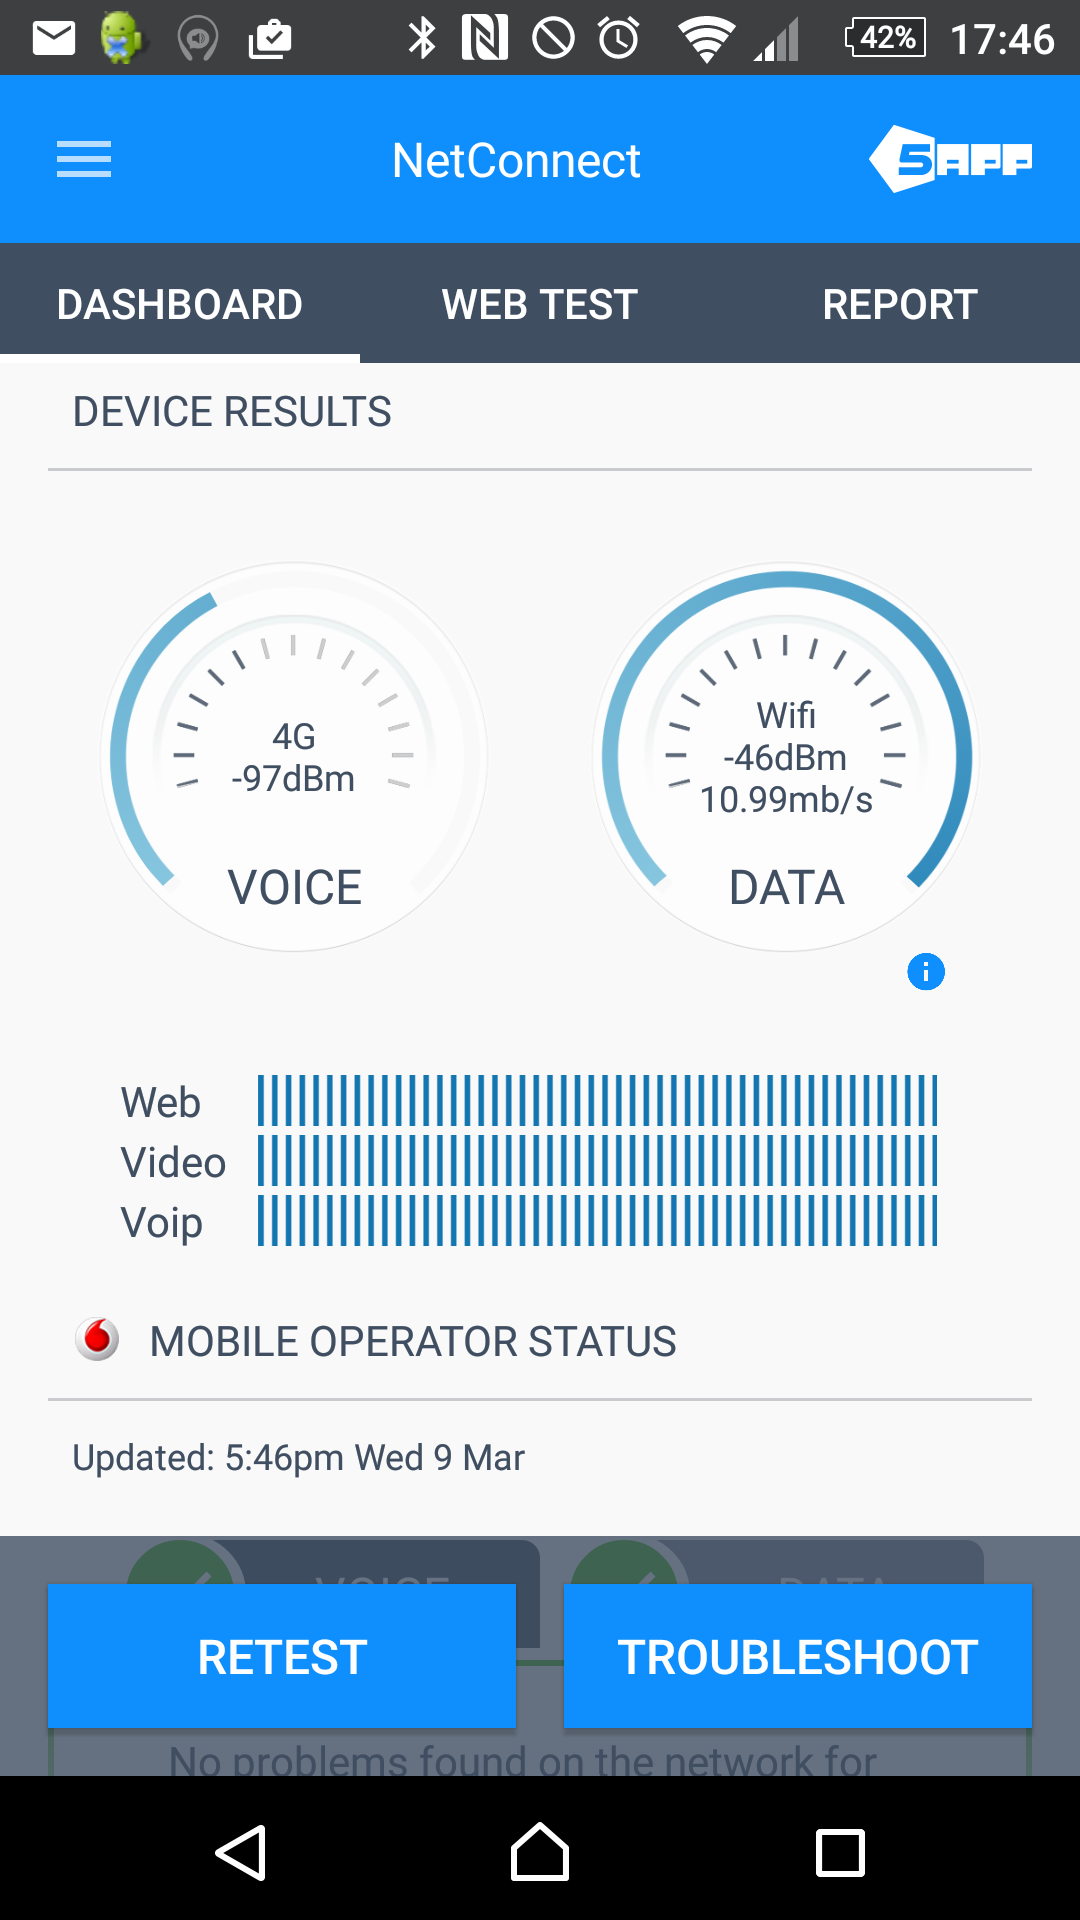 42% 17:46
NetConnect
5APP
DASHBOARD WEB TEST REPORT
DEVICE RESULTS
4G
-97dBm
VOICE
Wifi
-46dBm
10.99mb/s
DATA
Web
Video
Voip
MOBILE OPERATOR STATUS
Updated: 5:46pm Wed 9 Mar
VOICE DATA
RETEST TROUBLESHOOT
No problems found on the network for